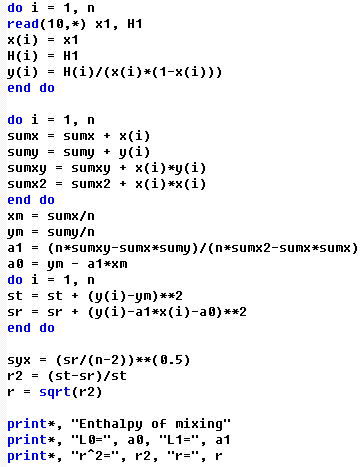 do i = 1, n
read(10,*) x1, H1
x(i) = x1
H(i) = H1
y(i) = H(i)/(x(i)*(1-x(i)))
end do
do i = 1, n
sumx = sumx + x(i)
sumy = sumy + y(i)
sumxy = sumxy + x(i)*y(i)
sumx2 = sumx2 + x(i)*x(i)
end do
xm = sumx/n
ym = sumy/n
a1 = (n*sumxy-sumx*sumy)/(n*sumx2-sumx*sumx)
a0 = ym - a1*xm
do i = 1, n
st = st + (y(i)-ym)**2
sr = sr + (y(i)-a1*x(i)-a0)**2
end do
syx = (sr/(n-2))**(0.5)
r2 = (st-sr)/st
r = sqrt(r2)
print*, "Enthalpy of mixing"
print*, "L0=", a0, "L1=", a1
print*, "r^2=", r2, "r=", r